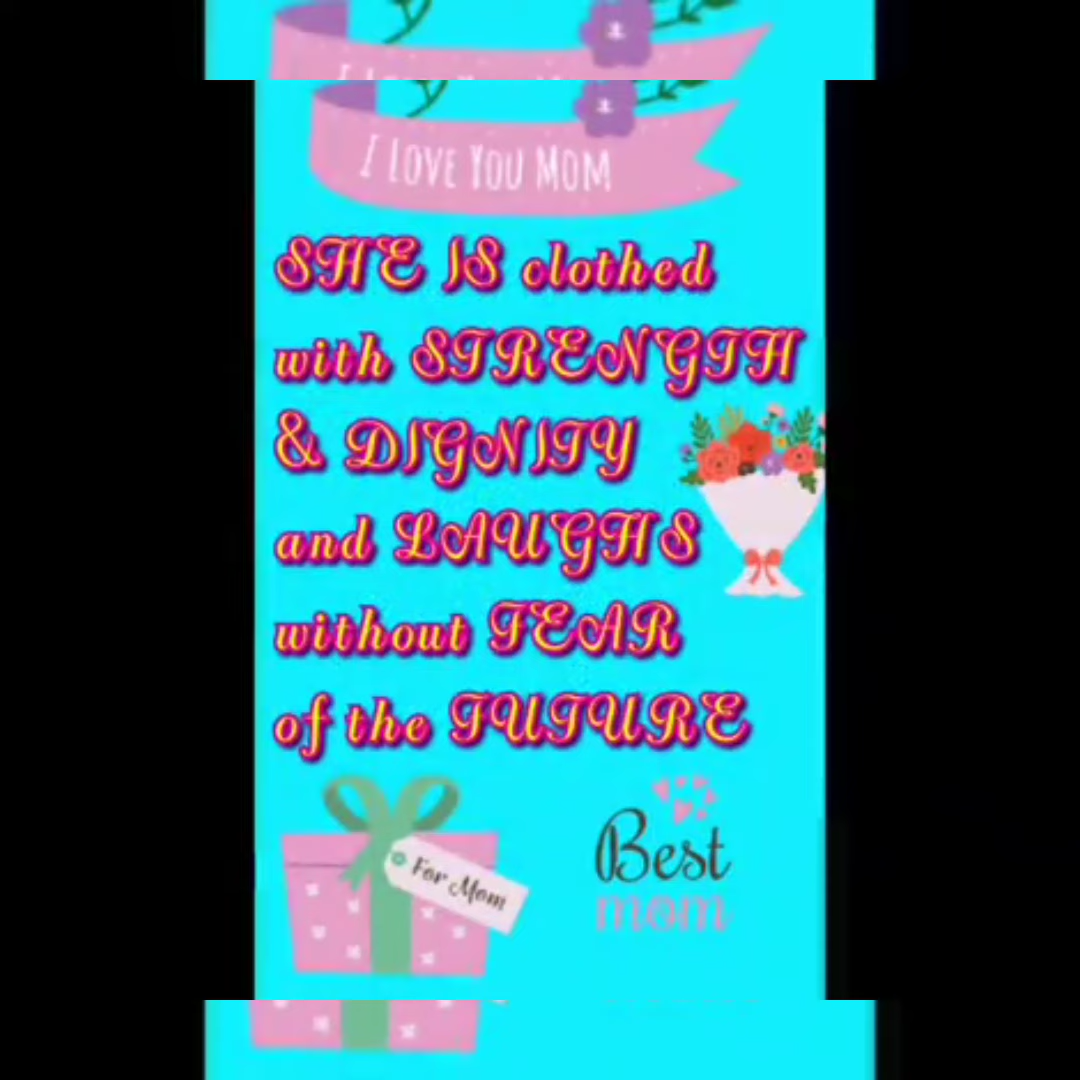 I LOVE YOU MOM
SHE IS clothed
with STRENGTH
& DIGNITY
and LAUGHS
without FEAR
of the FUTURE
For Mom
Best
mom